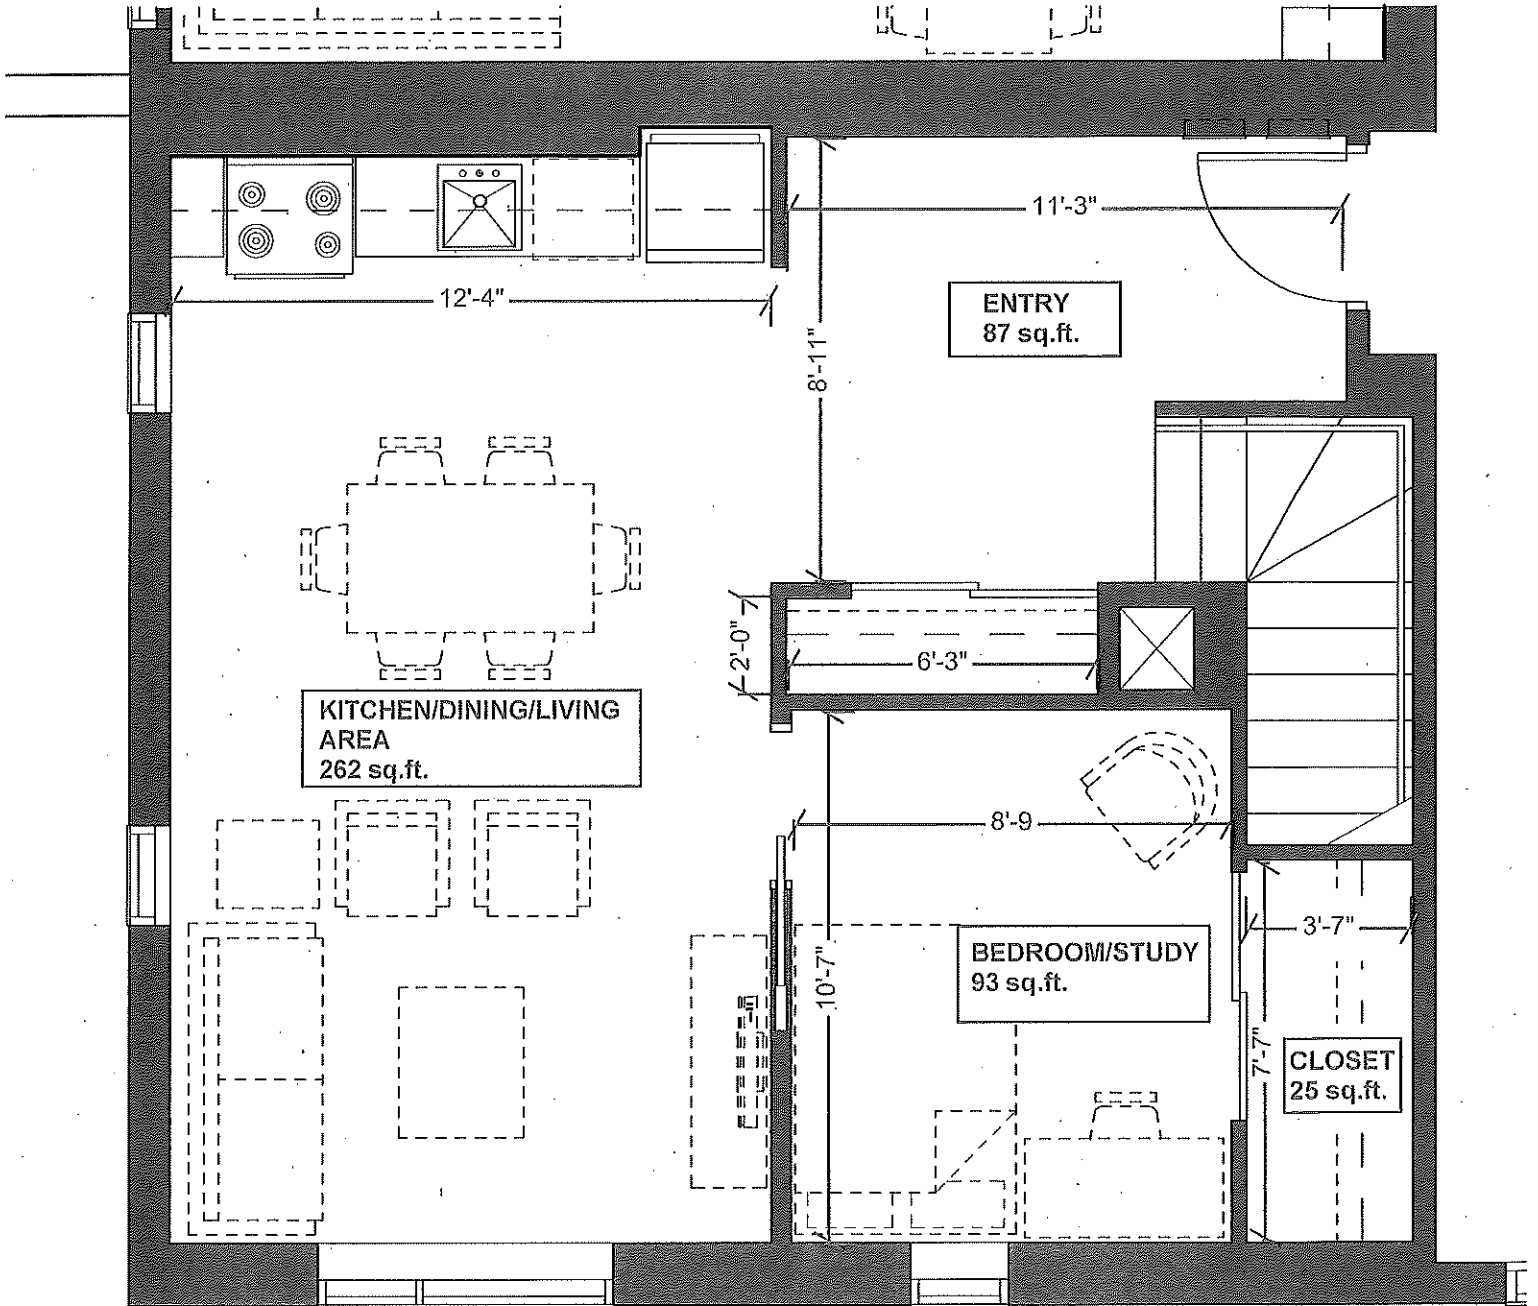 11'-3"
12'-4"
ENTRY
87 sq.ft.
8'-11"
2'-0"
6'-3"
KITCHEN/DINING/LIVING
AREA
262 sq.ft.
8'-9
3'-7"
BEDROOM/STUDY
93 sq.ft.
10'-7"
7'-7"
CLOSET
25 sq.ft.